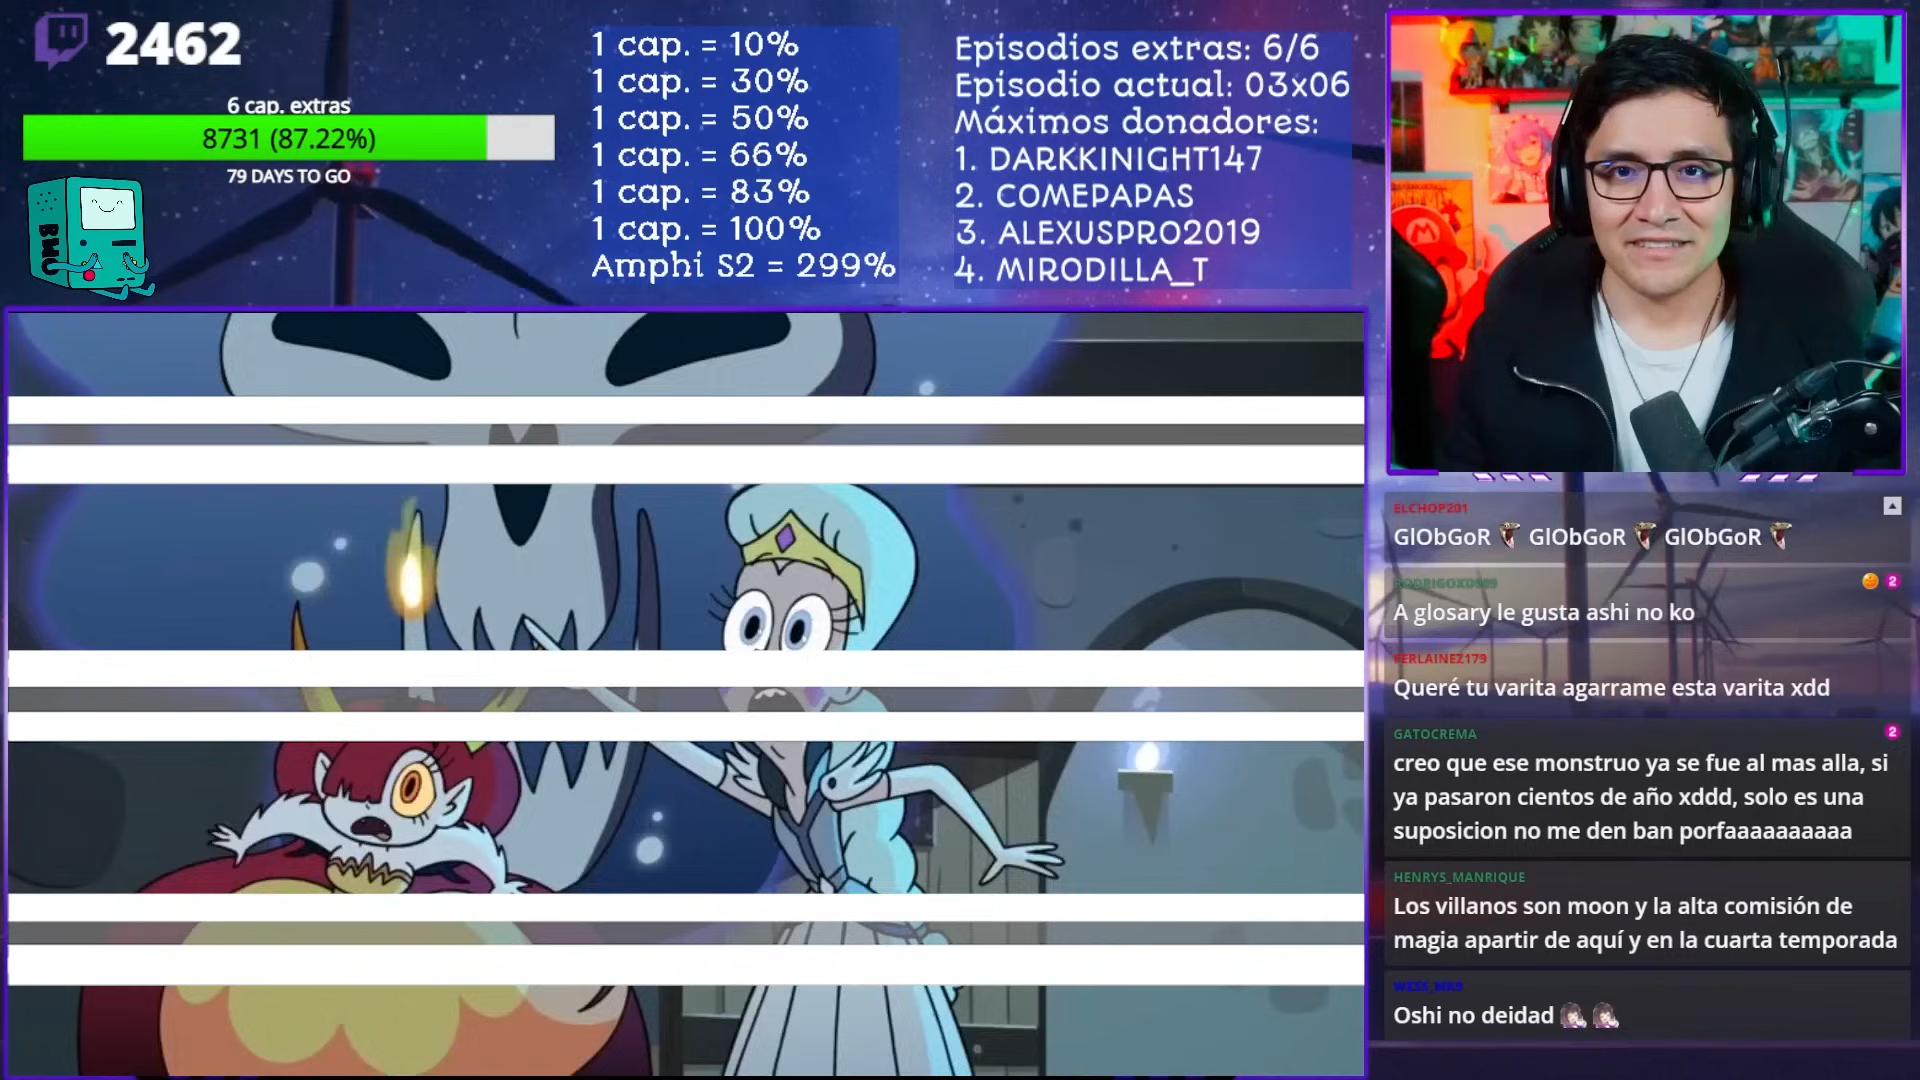 2462
6 cap. extras
8731 (87.22%)
79 DAYS TO GO
BMO
1 cap. = 10%
1 cap. = 30%
1 cap. = 50%
1 cap. = 66%
1 cap. = 83%
1 cap. = 100%
Amphi S2 = 299%
Episodios extras: 6/6
Episodio actual: 03x06
Máximos donadores:
1. DARKKINIGHT147
2. COMEPAPAS
3. ALEXUSPRO2019
4. MIRODILLA_T
ELCHOP201
GlObGoR GlObGoR GlObGoR
2
A glosary le gusta ashi no ko
FERLAINEZ179
Queré tu varita agarrame esta varita xdd
GATOCREMA
2
creo que ese monstruo ya se fue al mas alla, si
ya pasaron cientos de año xddd, solo es una
suposicion no me den ban porfaaaaaaaaaa
HENRYS_MANRIQUE
Los villanos son moon y la alta comisión de
magia apartir de aquí y en la cuarta temporada
Oshi no deidad